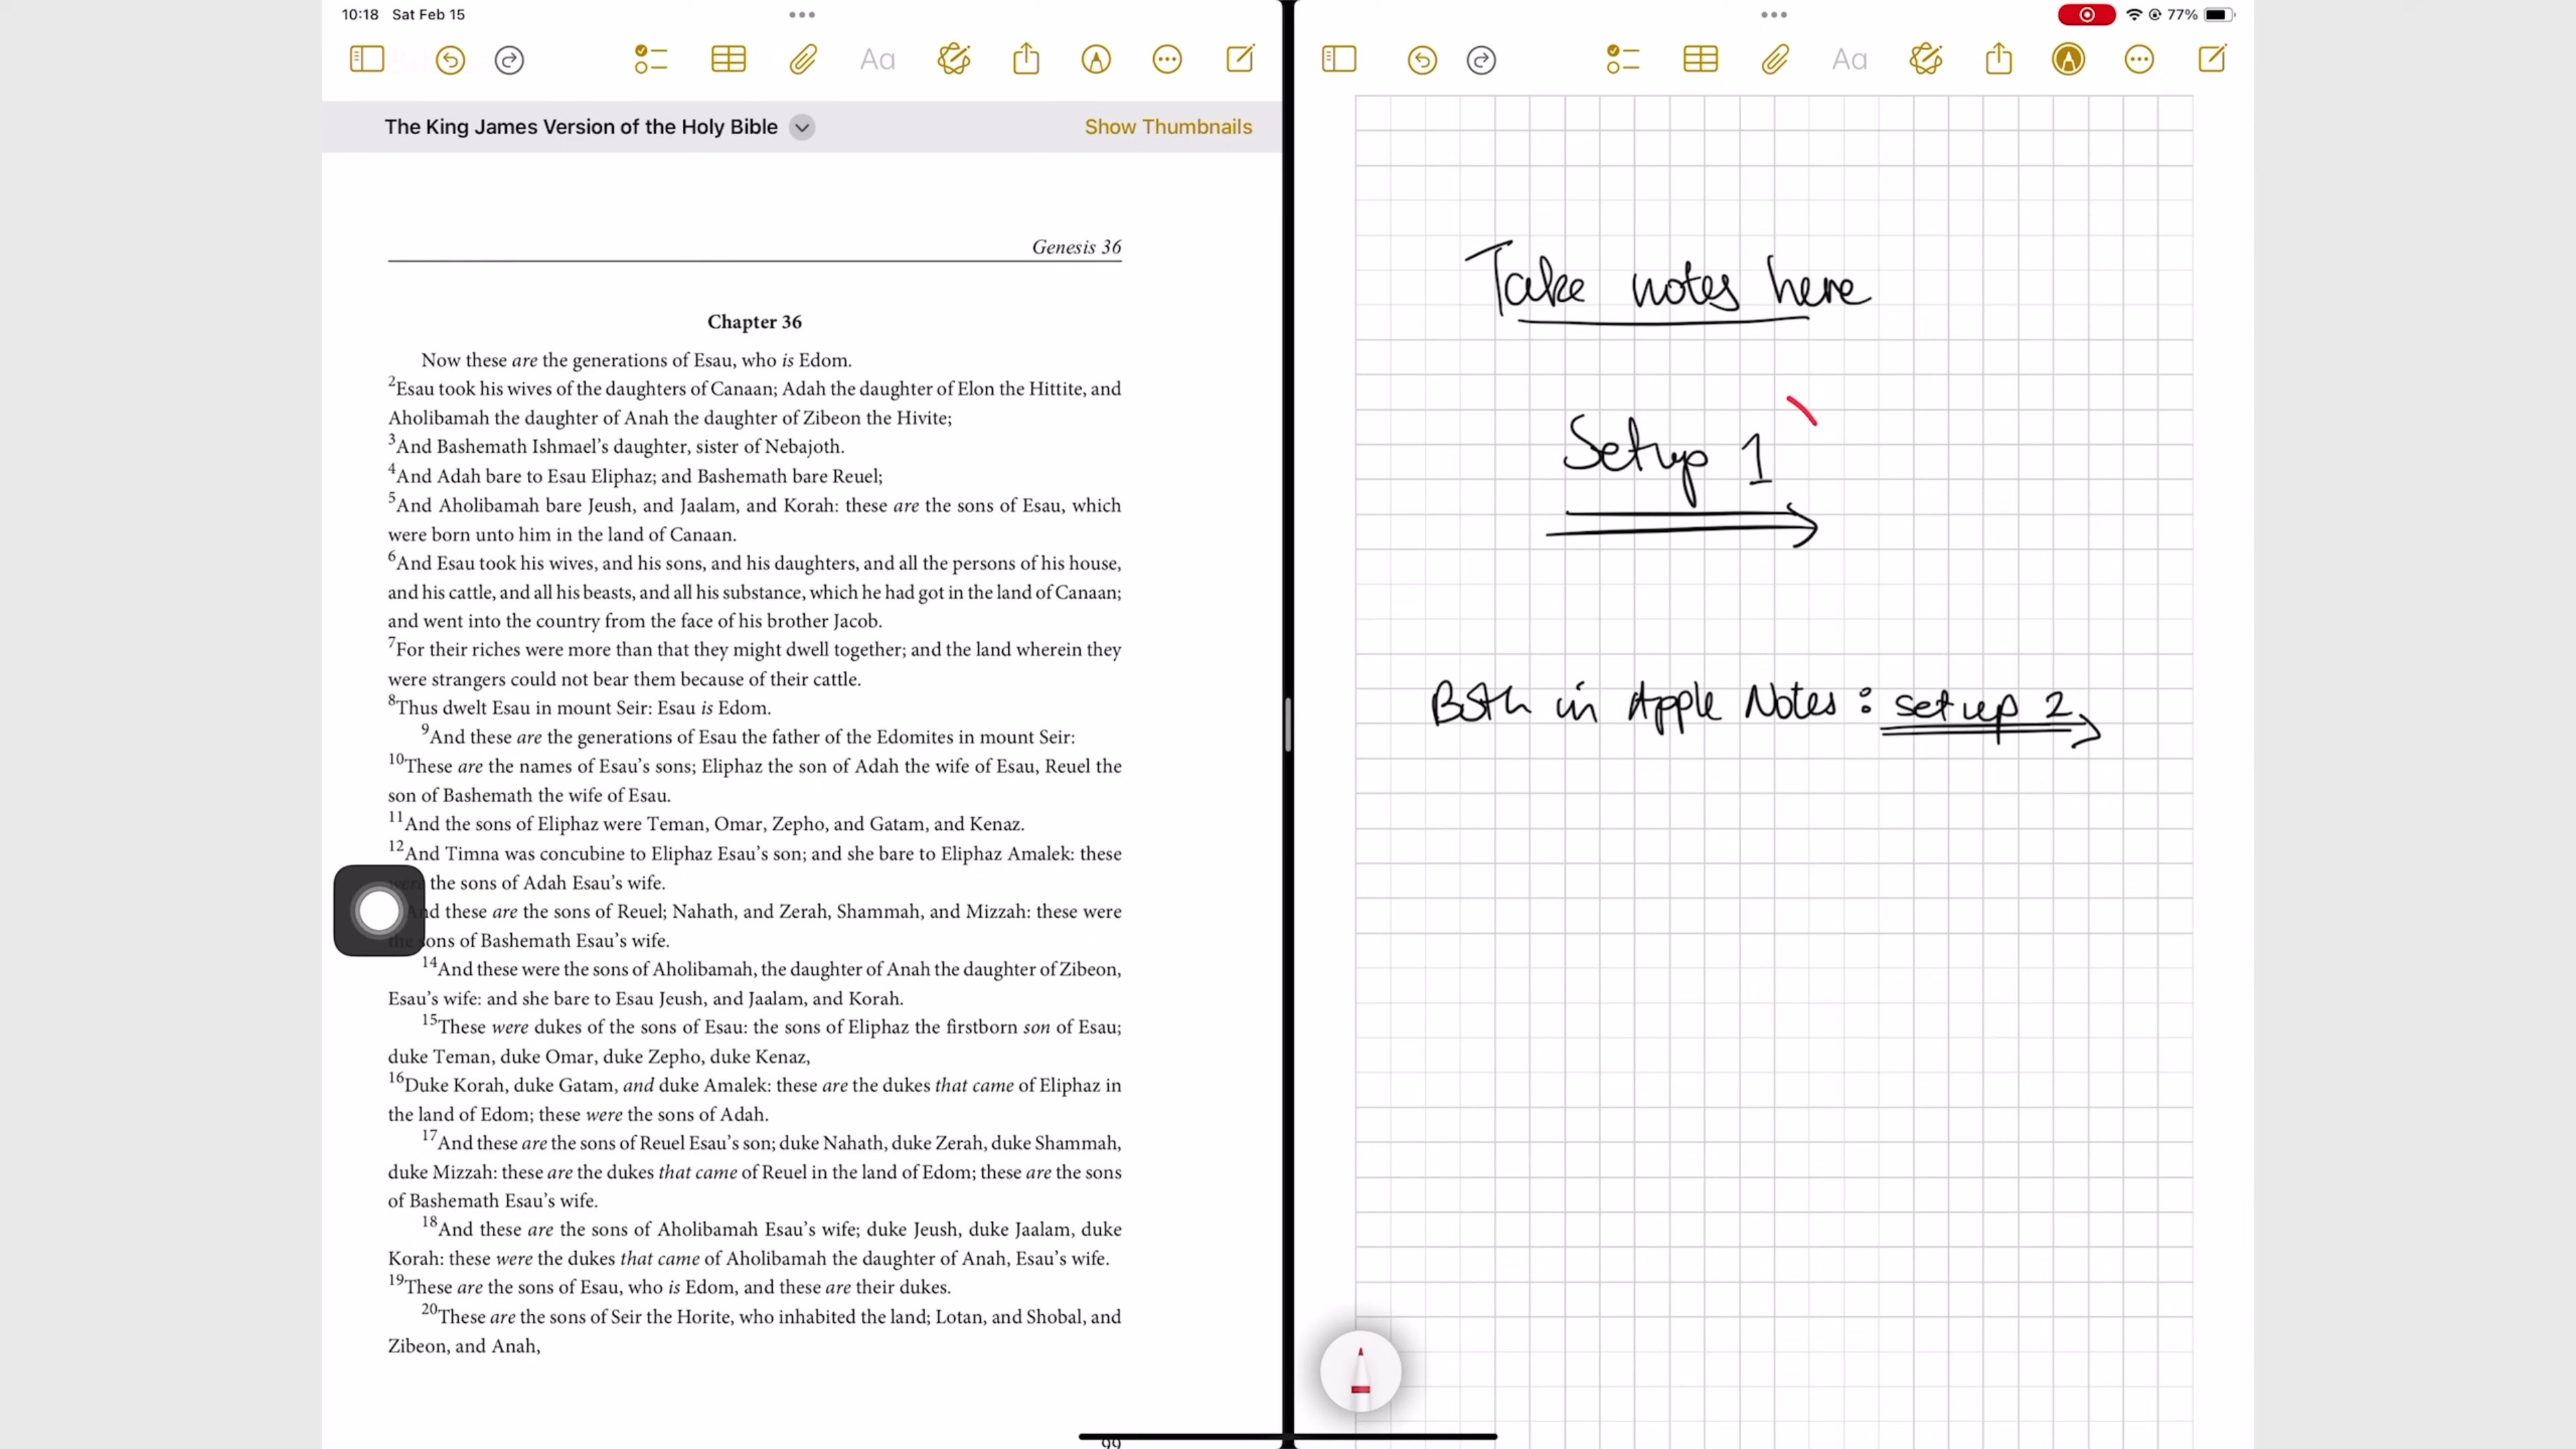 10:18 Sat Feb 15
77%
Aa
Aa
The King James Version of the Holy Bible
Show Thumbnails
Genesis 36
Chapter 36
Now these are the generations of Esau, who is Edom.
2Esau took his wives of the daughters of Canaan; Adah the daughter of Elon the Hittite, and
Aholibamah the daughter of Anah the daughter of Zibeon the Hivite;
3And Bashemath Ishmael’s daughter, sister of Nebajoth.
4And Adah bare to Esau Eliphaz; and Bashemath bare Reuel;
5And Aholibamah bare Jeush, and Jaalam, and Korah: these are the sons of Esau, which
were born unto him in the land of Canaan.
6And Esau took his wives, and his sons, and his daughters, and all the persons of his house,
and his cattle, and all his beasts, and all his substance, which he had got in the land of Canaan;
and went into the country from the face of his brother Jacob.
7For their riches were more than that they might dwell together; and the land wherein they
were strangers could not bear them because of their cattle.
8Thus dwelt Esau in mount Seir: Esau is Edom.
9And these are the generations of Esau the father of the Edomites in mount Seir:
10These are the names of Esau’s sons; Eliphaz the son of Adah the wife of Esau, Reuel the
son of Bashemath the wife of Esau.
11And the sons of Eliphaz were Teman, Omar, Zepho, and Gatam, and Kenaz.
12And Timna was concubine to Eliphaz Esau’s son; and she bare to Eliphaz Amalek: these
were the sons of Adah Esau’s wife.
And these are the sons of Reuel; Nahath, and Zerah, Shammah, and Mizzah: these were
the sons of Bashemath Esau’s wife.
14And these were the sons of Aholibamah, the daughter of Anah the daughter of Zibeon,
Esau’s wife: and she bare to Esau Jeush, and Jaalam, and Korah.
15These were dukes of the sons of Esau: the sons of Eliphaz the firstborn son of Esau;
duke Teman, duke Omar, duke Zepho, duke Kenaz,
16Duke Korah, duke Gatam, and duke Amalek: these are the dukes that came of Eliphaz in
the land of Edom; these were the sons of Adah.
17And these are the sons of Reuel Esau’s son; duke Nahath, duke Zerah, duke Shammah,
duke Mizzah: these are the dukes that came of Reuel in the land of Edom; these are the sons
of Bashemath Esau’s wife.
18And these are the sons of Aholibamah Esau’s wife; duke Jeush, duke Jaalam, duke
Korah: these were the dukes that came of Aholibamah the daughter of Anah, Esau’s wife.
19These are the sons of Esau, who is Edom, and these are their dukes.
20These are the sons of Seir the Horite, who inhabited the land; Lotan, and Shobal, and
Zibeon, and Anah,
Take notes here
Setup 1
Both in Apple Notes : set up 2